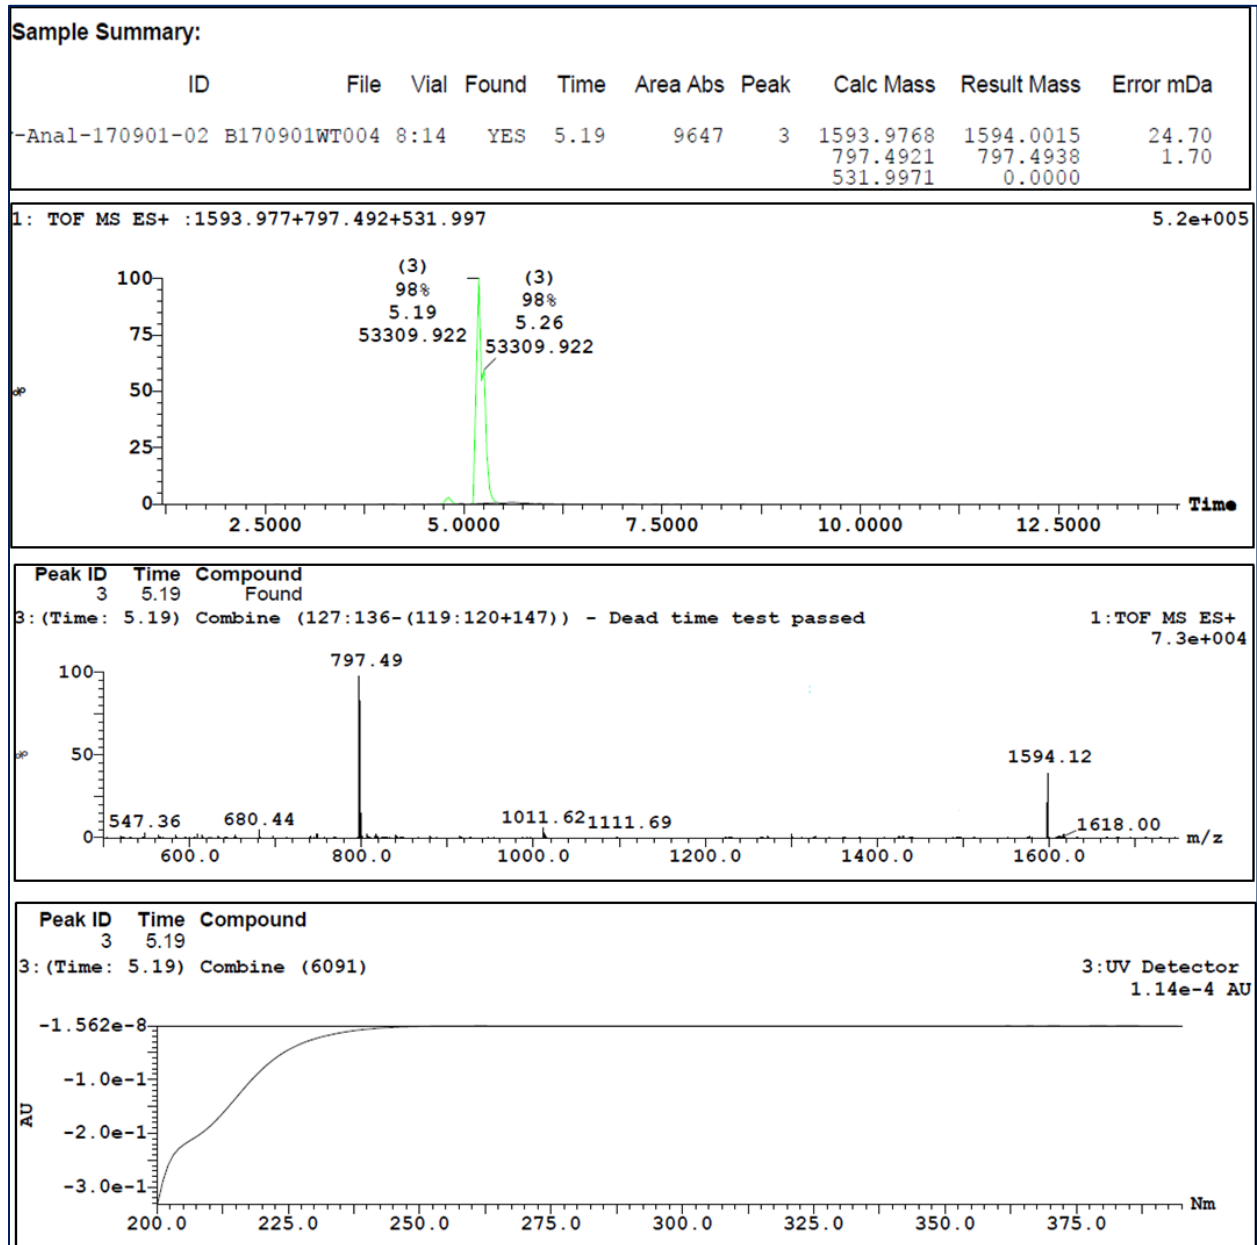 Sample Summary:
ID File Vial Found Time Area Abs Peak Calc Mass Result Mass Error mDa
-Anal-170901-02 B170901WT004 8:14 YES 5.19 9647 3 1593.9768 1594.0015 24.70
797.4921 797.4938 1.70
531.9971 0.0000
1: TOF MS ES+ :1593.977+797.492+531.997 5.2e+005
(3) (3)
98% 98%
5.19 5.26
53309.922 53309.922
100
75
50
25
0
%
Time
2.5000 5.0000 7.5000 10.0000 12.5000
Peak ID Time Compound
3 5.19 Found
3:(Time: 5.19) Combine (127:136-(119:120+147)) - Dead time test passed 1:TOF MS ES+
7.3e+004
797.49
100
1594.12
50
%
547.36 680.44 1011.62 1111.69 1618.00
0
m/z
600.0 800.0 1000.0 1200.0 1400.0 1600.0
Peak ID Time Compound
3 5.19
3:(Time: 5.19) Combine (6091) 3:UV Detector
1.14e-4 AU
-1.562e-8
-1.0e-1
AU
-2.0e-1
-3.0e-1
Nm
200.0 225.0 250.0 275.0 300.0 325.0 350.0 375.0